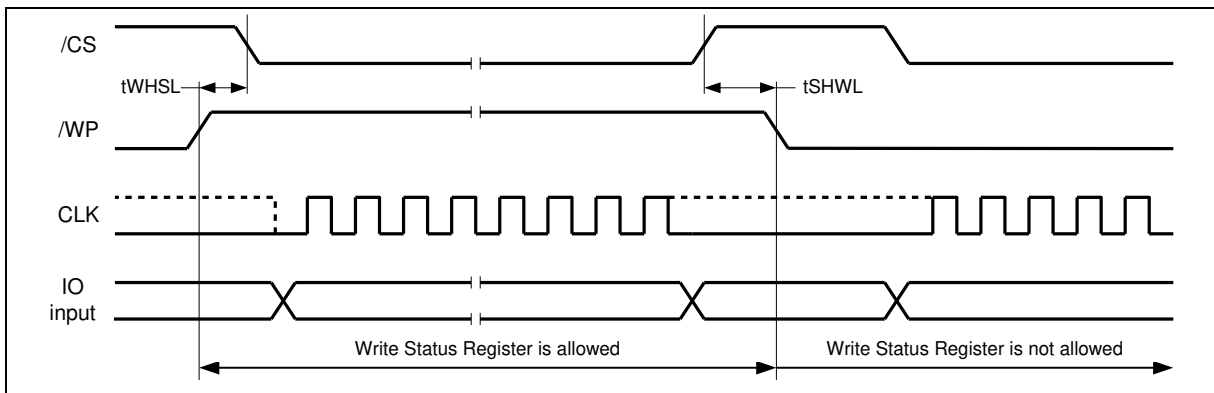 /CS
tWHSL
tSHWL
/WP
CLK
IO
input
Write Status Register is allowed
Write Status Register is not allowed